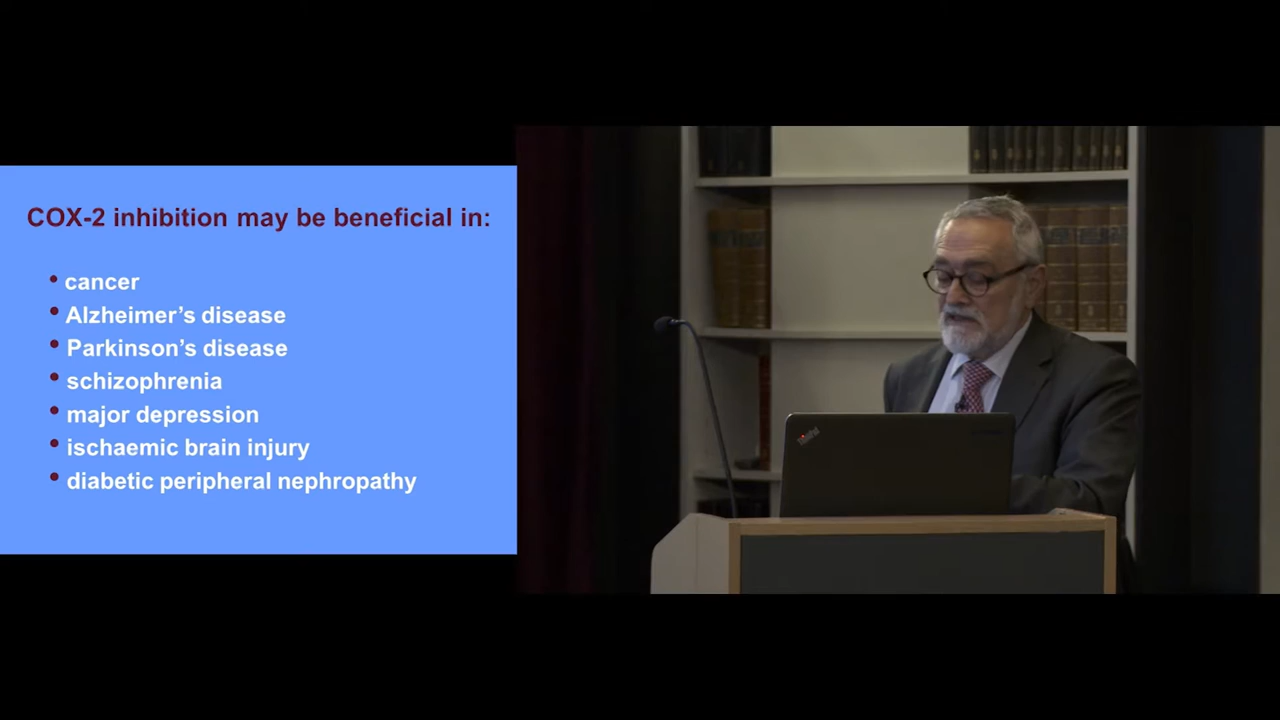 COX-2 inhibition may be beneficial in:
• cancer
• Alzheimer's disease
• Parkinson's disease
• schizophrenia
• major depression
• ischaemic brain injury
• diabetic peripheral nephropathy